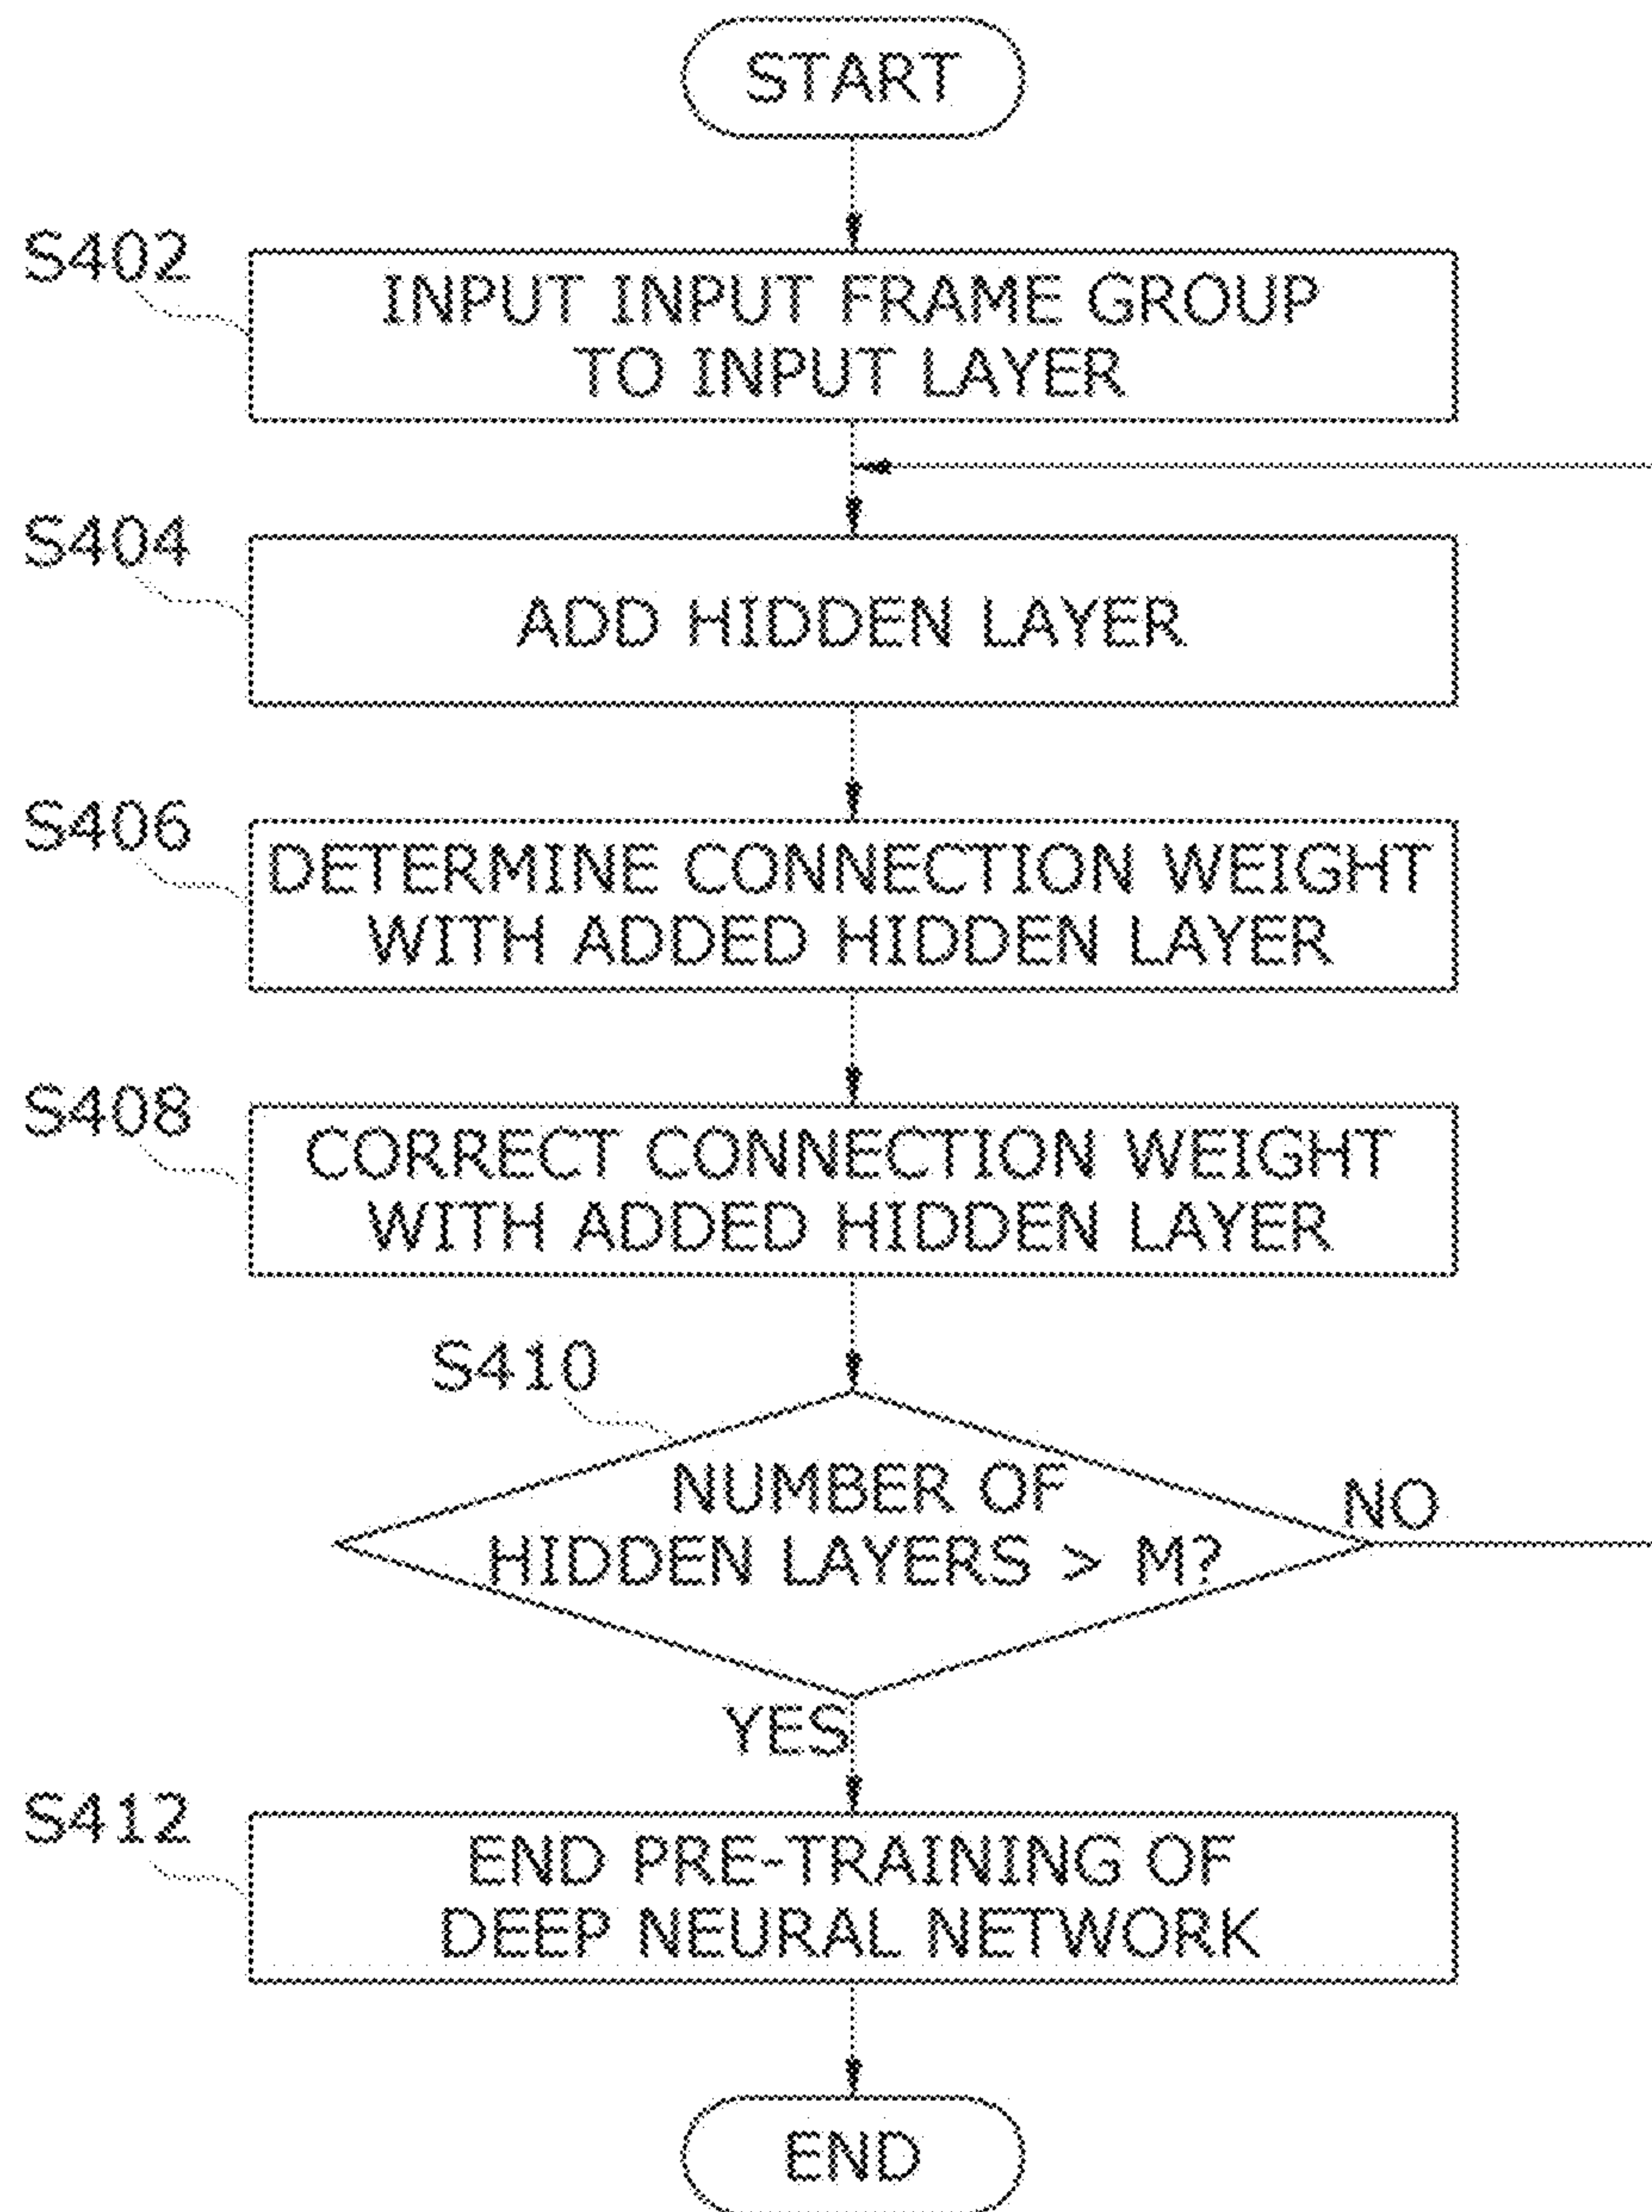 START
S402
INPUT INPUT FRAME GROUP
TO INPUT LAYER
S404
ADD HIDDEN LAYER
S406
DETERMINE CONNECTION WEIGHT
WITH ADDED HIDDEN LAYER
S408
CORRECT CONNECTION WEIGHT
WITH ADDED HIDDEN LAYER
S410
NUMBER OF
HIDDEN LAYERS > M?
NO
YES
S412
END PRE-TRAINING OF
DEEP NEURAL NETWORK
END